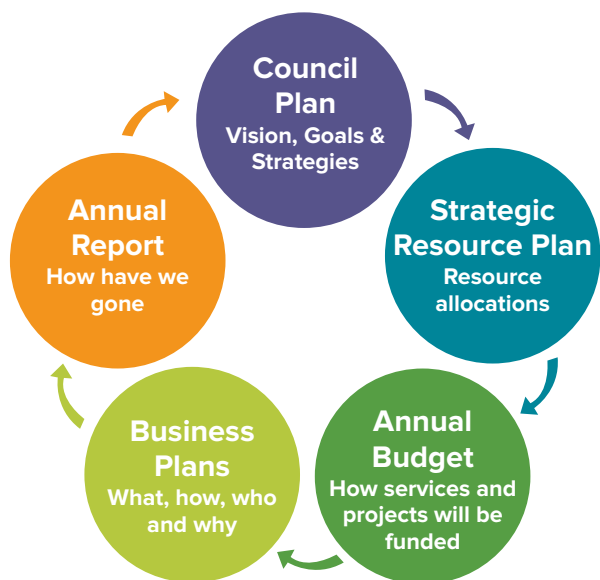 Council
Plan
Vision, Goals &
Strategies
Strategic
Resource Plan
Resource
allocations
Annual
Budget
How services and
projects will be
funded
Business
Plans
What, how, who
and why
Annual
Report
How have we
gone